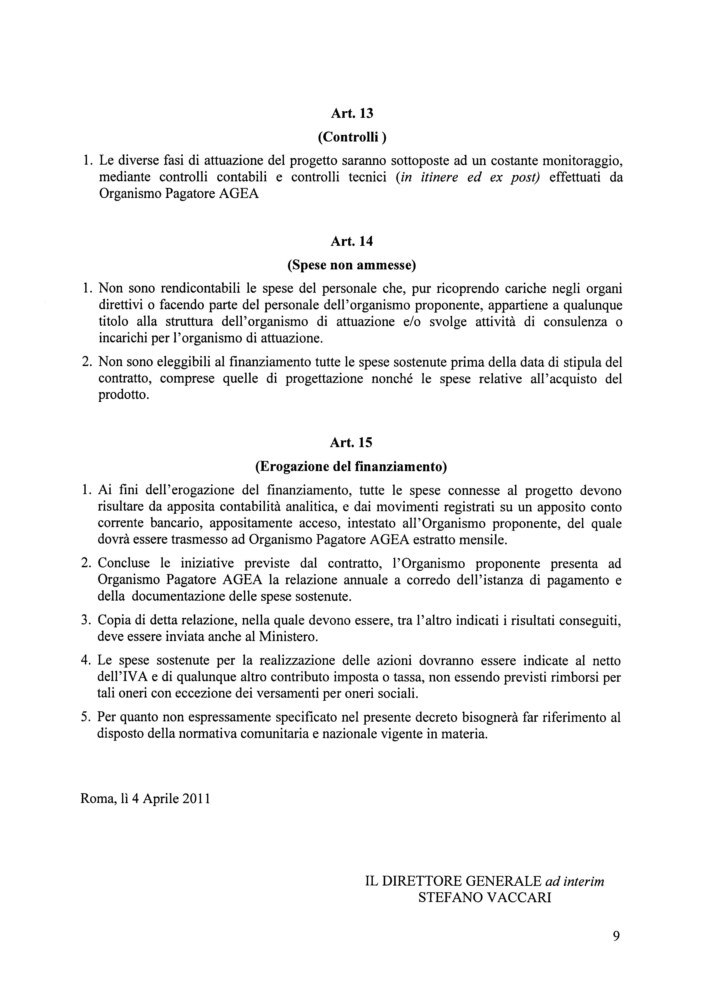 Art. 13
(Controlli )
1. Le diverse fasi di attuazione del progetto saranno sottoposte ad un costante monitoraggio,
mediante controlli contabili e controlli tecnici (in itinere ed ex post) effettuati da
Organismo Pagatore AGEA
Art. 14
(Spese non ammesse)
1. Non sono rendicontabili le spese del personale che, pur ricoprendo cariche negli organi
direttivi o facendo parte del personale dell'organismo proponente, appartiene a qualunque
titolo alla struttura dell'organismo di attuazione e/o svolge attività di consulenza o
incarichi per l'organismo di attuazione.
2. Non sono eleggibili al finanziamento tutte le spese sostenute prima della data di stipula del
contratto, comprese quelle di progettazione nonché le spese relative all'acquisto del
prodotto.
Art. 15
(Erogazione del finanziamento)
1. Ai fini dell'erogazione del finanziamento, tutte le spese connesse al progetto devono
risultare da apposita contabilità analitica, e dai movimenti registrati su un apposito conto
corrente bancario, appositamente acceso, intestato all'Organismo proponente, del quale
dovrà essere trasmesso ad Organismo Pagatore AGEA estratto mensile.
2. Concluse le iniziative previste dal contratto, l'Organismo proponente presenta ad
Organismo Pagatore AGEA la relazione annuale a corredo dell'istanza di pagamento e
della documentazione delle spese sostenute.
3. Copia di detta relazione, nella quale devono essere, tra l'altro indicati i risultati conseguiti,
deve essere inviata anche al Ministero.
4. Le spese sostenute per la realizzazione delle azioni dovranno essere indicate al netto
dell'IVA e di qualunque altro contributo imposta o tassa, non essendo previsti rimborsi per
tali oneri con eccezione dei versamenti per oneri sociali.
5. Per quanto non espressamente specificato nel presente decreto bisognerà far riferimento al
disposto della normativa comunitaria e nazionale vigente in materia.
Roma, lì 4 Aprile 2011
IL DIRETTORE GENERALE ad interim
STEFANO VACCARI
9